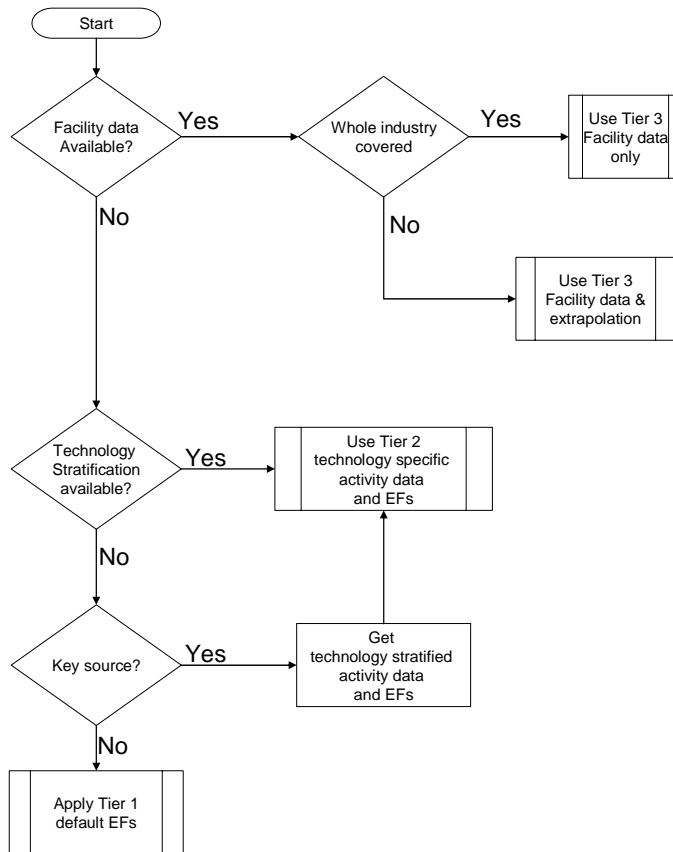 Start
Facility data
Available?
Yes
Whole industry
covered
Yes
Use Tier 3
Facility data
only
No
No
Use Tier 3
Facility data &
extrapolation
Technology
Stratification
available?
Yes
Use Tier 2
technology specific
activity data
and EFs
No
Key source?
Yes
Get
technology stratified
activity data
and EFs
No
Apply Tier 1
default EFs